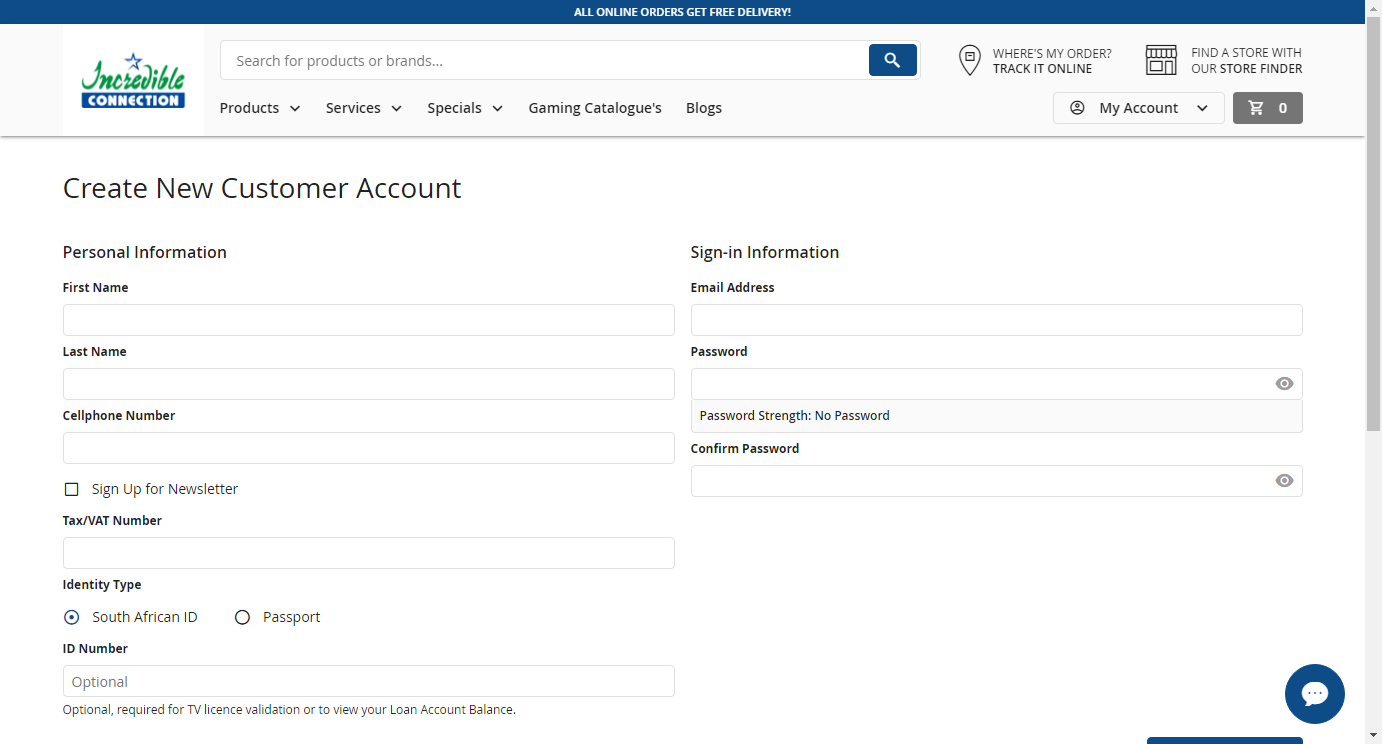 ALL ONLINE ORDERS GET FREE DELIVERY!
Incredible
CONNECTION
Search for products or brands...
WHERE'S MY ORDER?
TRACK IT ONLINE
FIND A STORE WITH
OUR STORE FINDER
Products
Services
Specials
Gaming Catalogue's
Blogs
My Account
0
Create New Customer Account
Personal Information
First Name
Last Name
Cellphone Number
Sign Up for Newsletter
Tax/VAT Number
Identity Type
South African ID
Passport
ID Number
Optional
Optional, required for TV licence validation or to view your Loan Account Balance.
Sign-in Information
Email Address
Password
Password Strength: No Password
Confirm Password